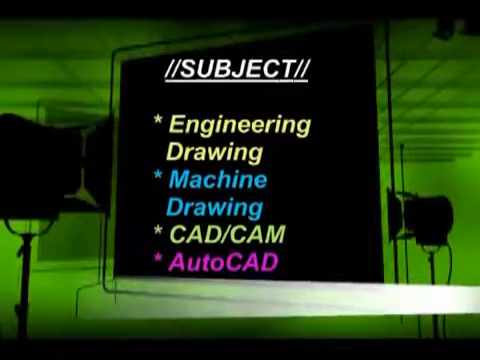 //SUBJECT//
* Engineering
Drawing
* Machine
Drawing
* CAD/CAM
* AutoCAD